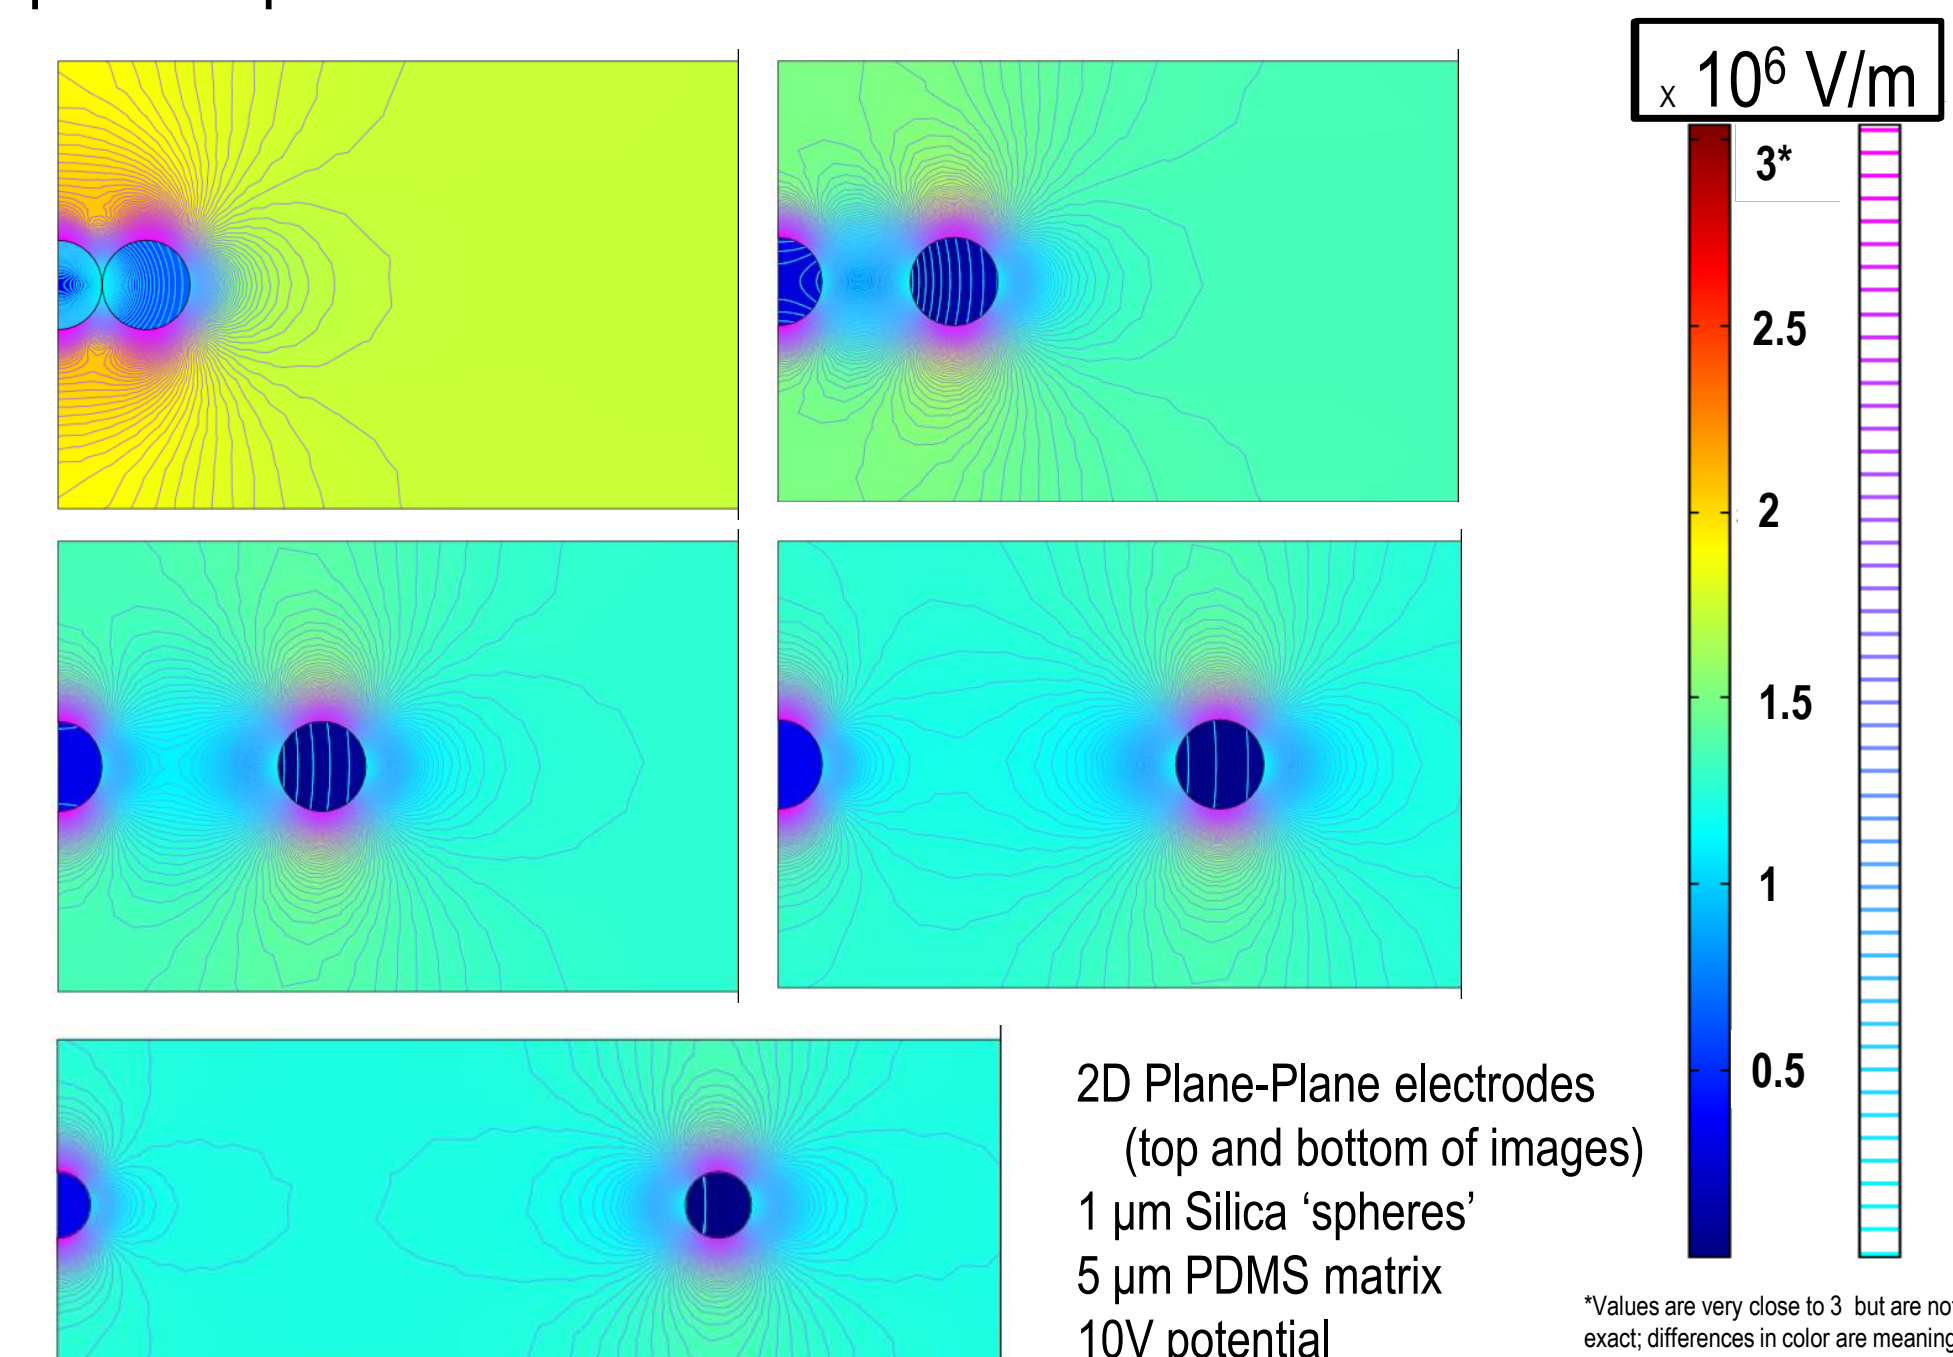 x 10⁶ V/m
3*
2.5
2
1.5
1
0.5
2D Plane-Plane electrodes
(top and bottom of images)
1 µm Silica ‘spheres’
5 µm PDMS matrix
10V potential
*Values are very close to 3 but are not
exact; differences in color are meaning